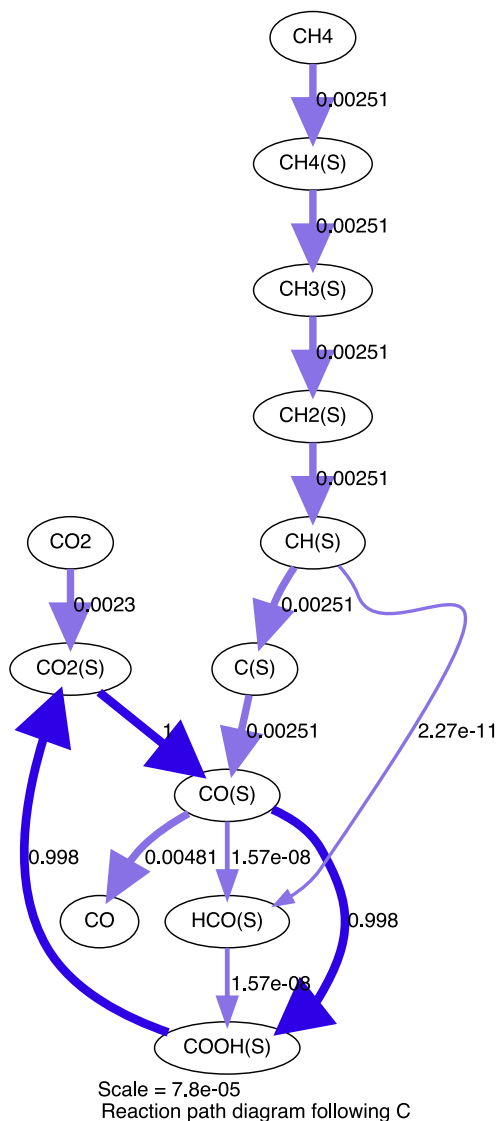 CH4
0.00251
CH4(S)
0.00251
CH3(S)
0.00251
CH2(S)
0.00251
CO2
CH(S)
0.0023
0.00251
CO2(S)
C(S)
1
0.00251
2.27e-11
CO(S)
0.998
0.00481
1.57e-08
CO
HCO(S)
0.998
1.57e-08
COOH(S)
Scale = 7.8e-05
Reaction path diagram following C